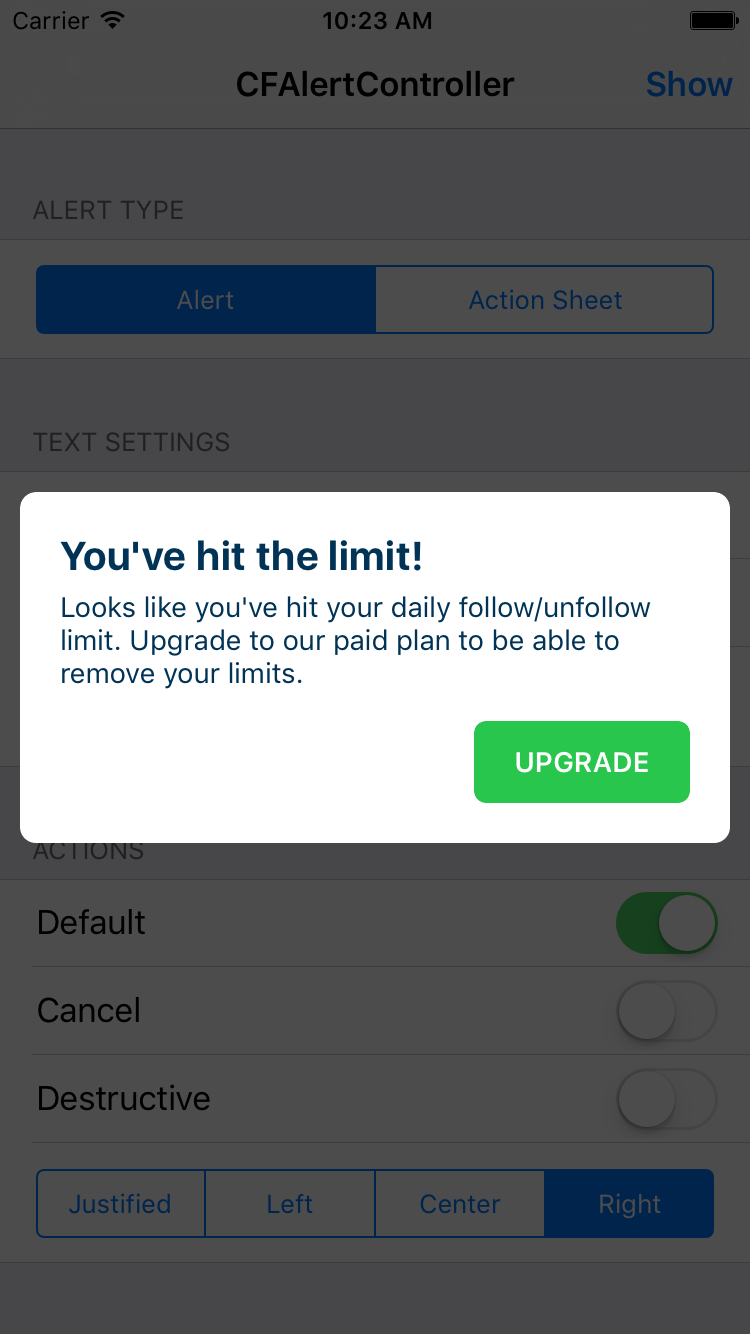 Carrier 10:23 AM
CFAlertController Show
ALERT TYPE
Alert Action Sheet
TEXT SETTINGS
You've hit the limit!
Looks like you've hit your daily follow/unfollow
limit. Upgrade to our paid plan to be able to
remove your limits.
UPGRADE
ACTIONS
Default
Cancel
Destructive
Justified Left Center Right